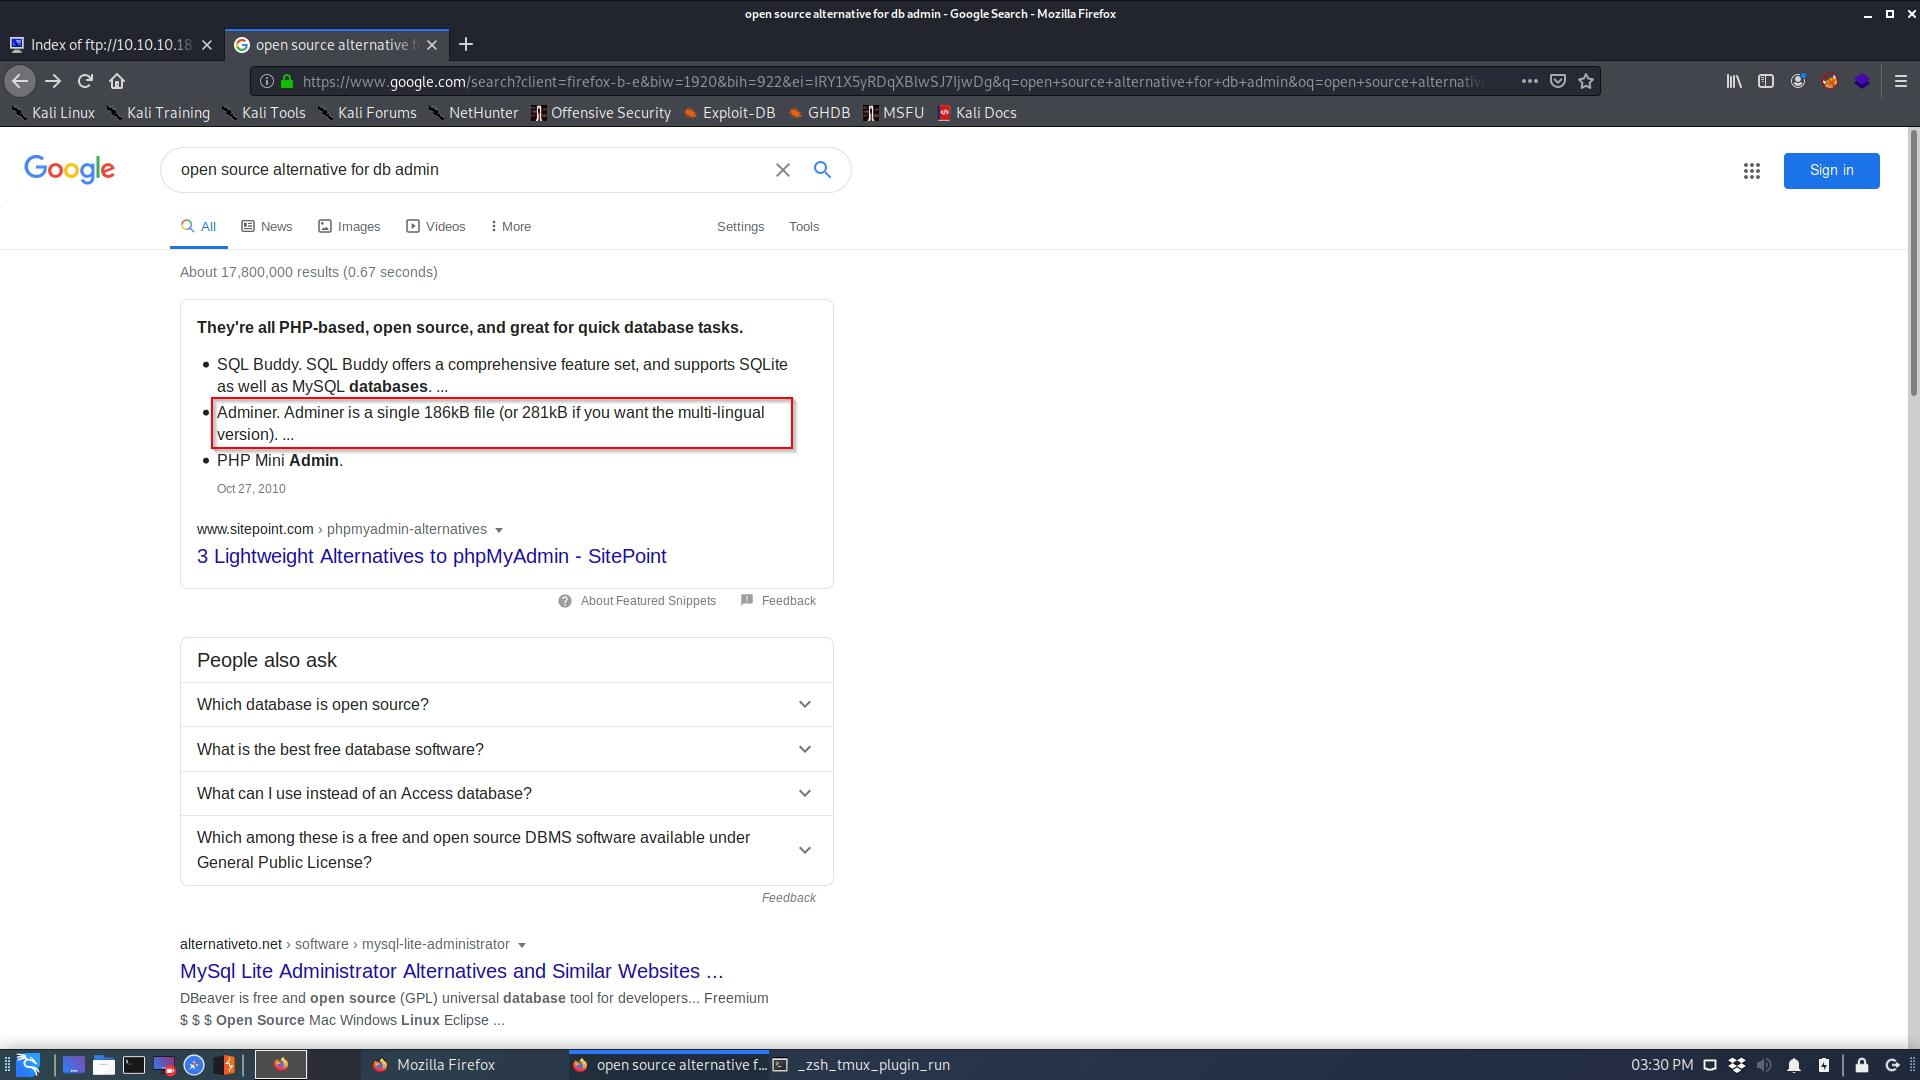 open source alternative for db admin - Google Search - Mozilla Firefox
Index of ftp://10.10.10.18
open source alternative f
https://www.google.com/search?client=firefox-b-e&biw=1920&bih=922&ei=IRY1X5yRDqXBlwSJ7IjwDg&q=open+source+alternative+for+db+admin&oq=open+source+alternativ
Kali Linux Kali Training Kali Tools Kali Forums NetHunter Offensive Security Exploit-DB GHDB MSFU Kali Docs
Google
open source alternative for db admin
Sign in
All News Images Videos More Settings Tools
About 17,800,000 results (0.67 seconds)
They're all PHP-based, open source, and great for quick database tasks.
• SQL Buddy. SQL Buddy offers a comprehensive feature set, and supports SQLite
as well as MySQL databases. ...
• Adminer. Adminer is a single 186kB file (or 281kB if you want the multi-lingual
version). ...
• PHP Mini Admin.
Oct 27, 2010
www.sitepoint.com › phpmyadmin-alternatives
3 Lightweight Alternatives to phpMyAdmin - SitePoint
About Featured Snippets Feedback
People also ask
Which database is open source?
What is the best free database software?
What can I use instead of an Access database?
Which among these is a free and open source DBMS software available under
General Public License?
Feedback
alternativeto.net › software › mysql-lite-administrator
MySql Lite Administrator Alternatives and Similar Websites ...
DBeaver is free and open source (GPL) universal database tool for developers... Freemium
$ $ $ Open Source Mac Windows Linux Eclipse ...
Mozilla Firefox
open source alternative f...
_zsh_tmux_plugin_run
03:30 PM